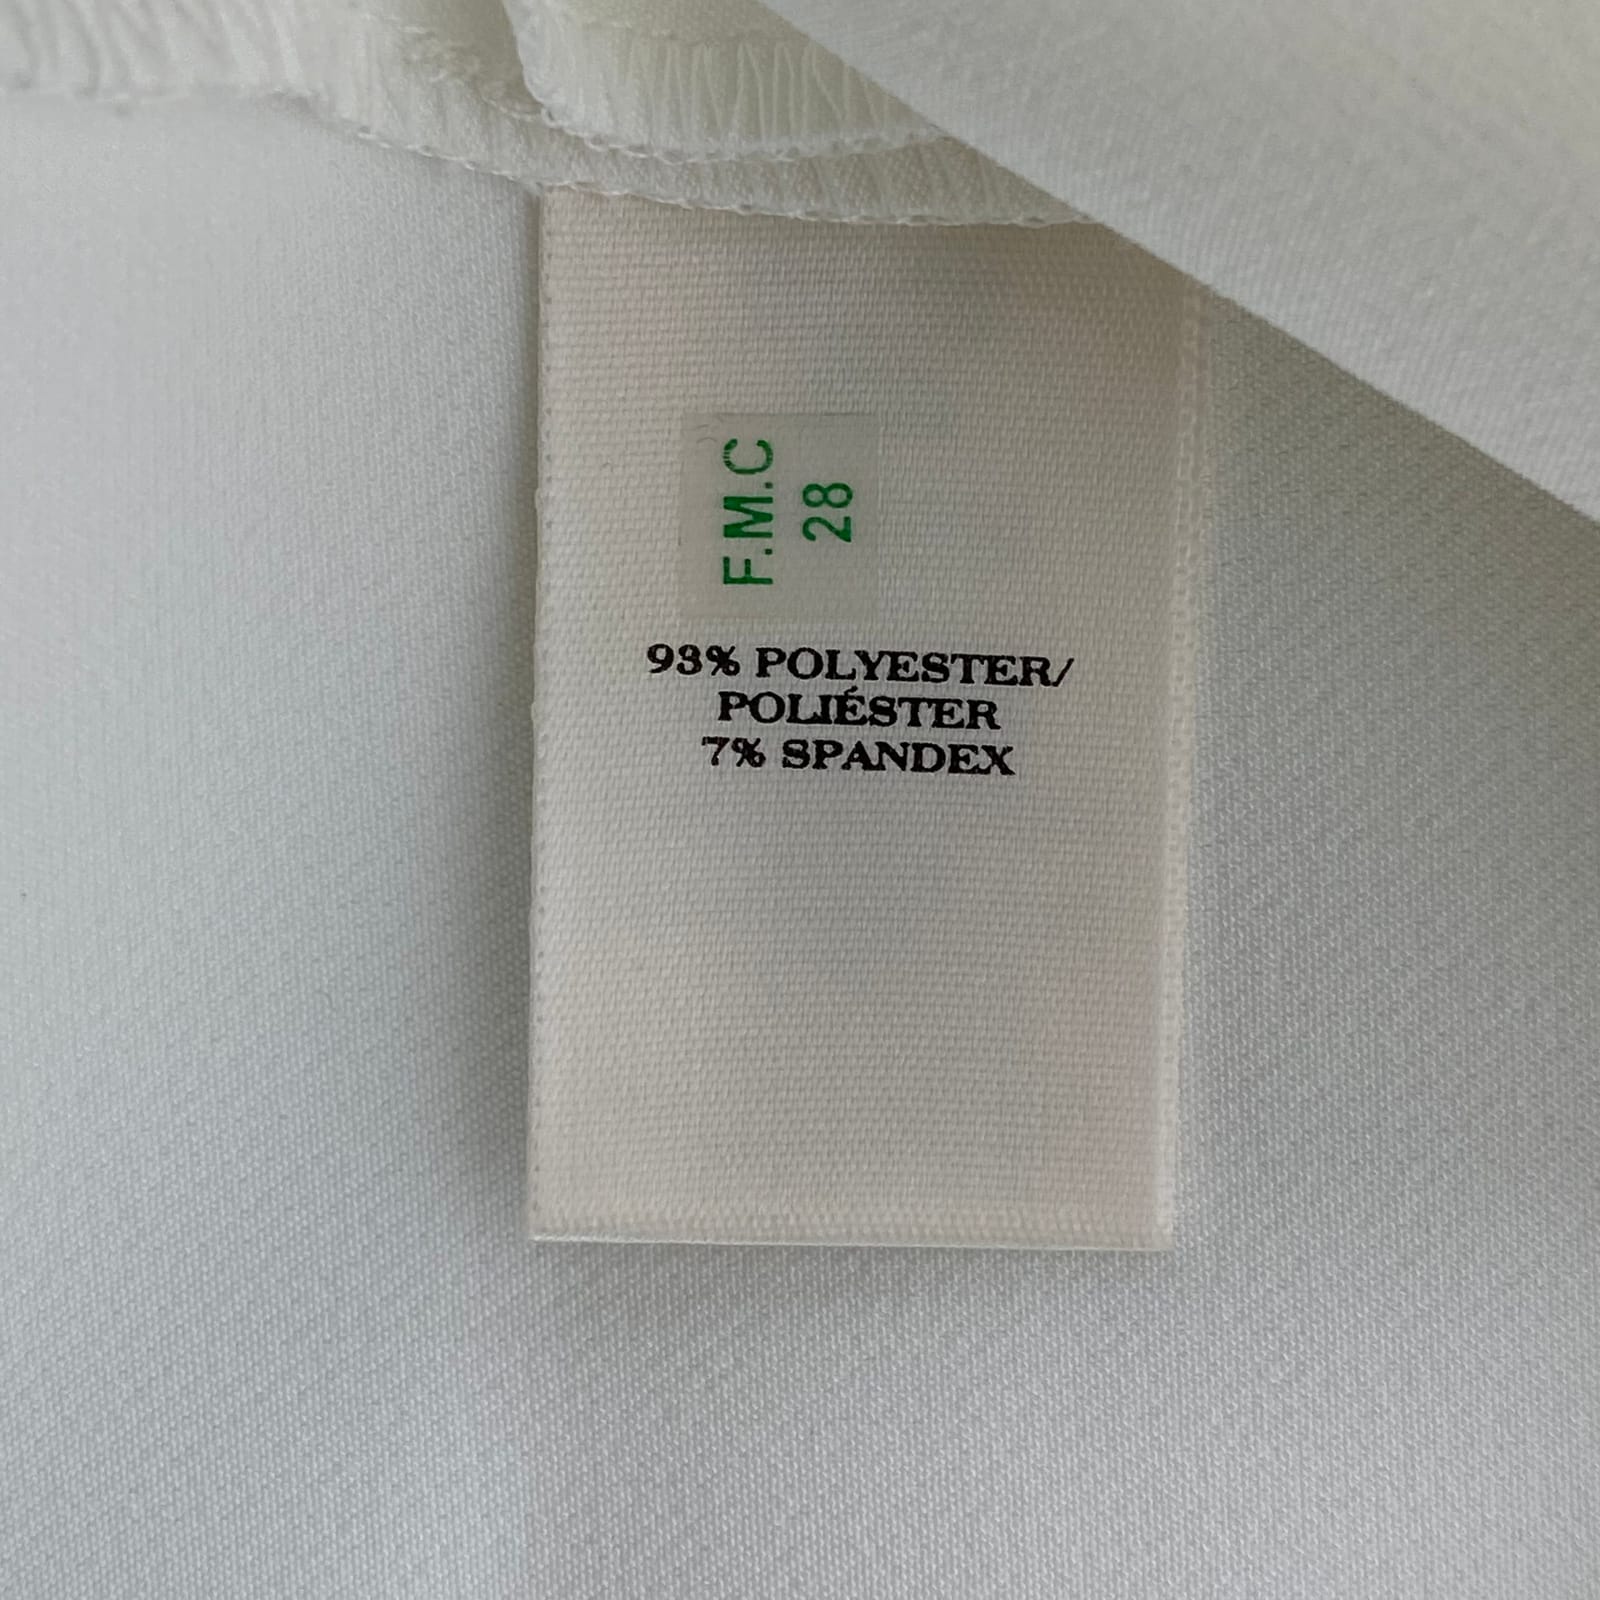 F.M.C
28
93% POLYESTER/
POLIÉSTER
7% SPANDEX